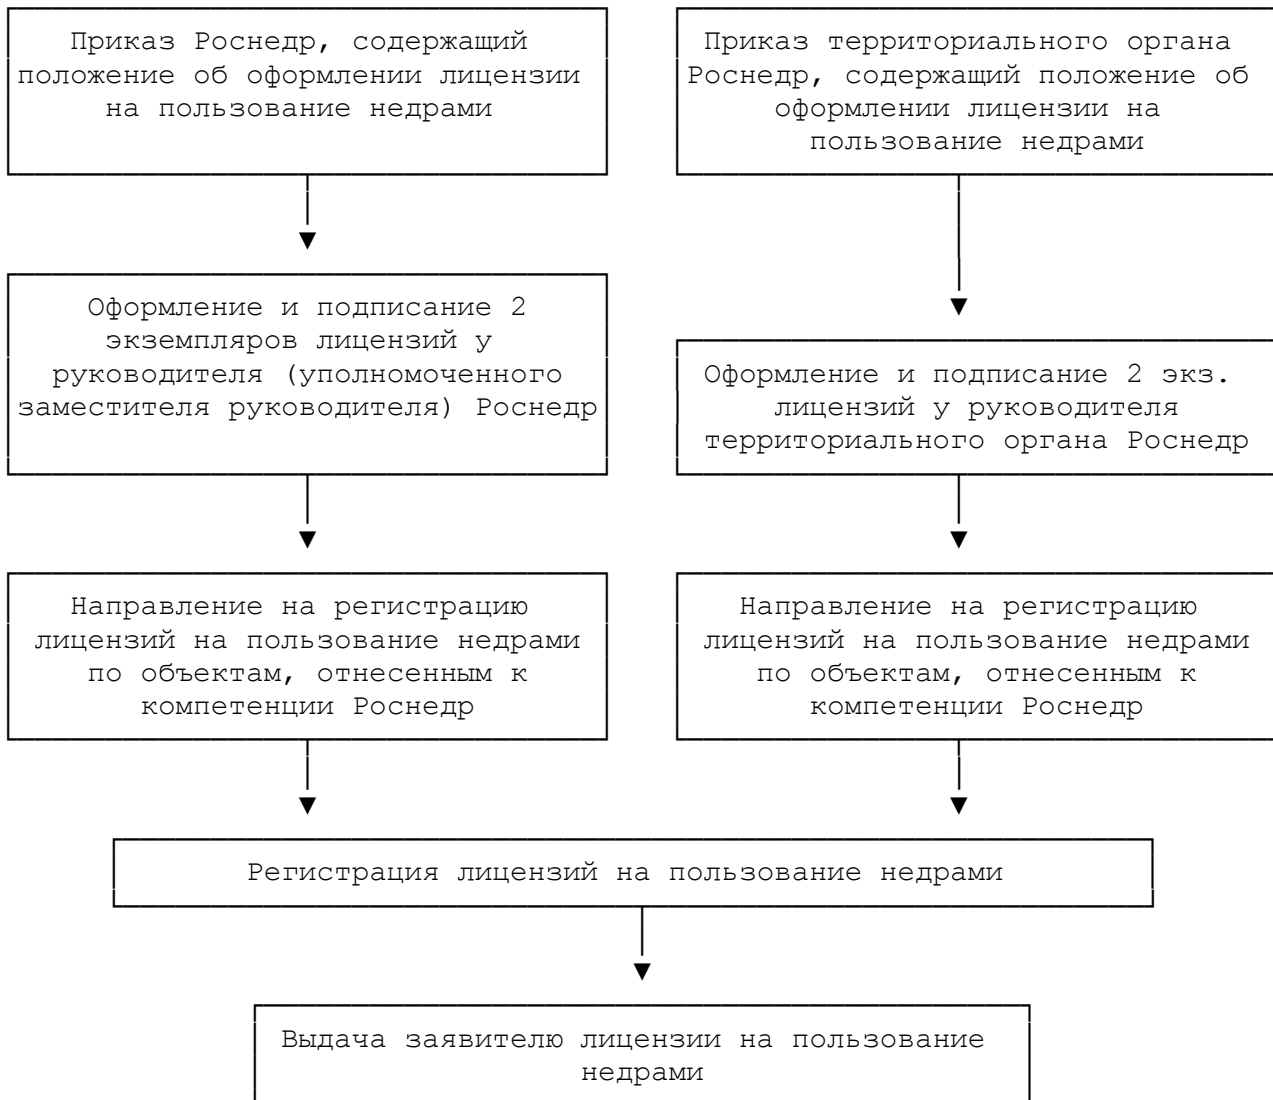 Приказ Роснедр, содержащий
положение об оформлении лицензии
на пользование недрами
Приказ территориального органа
Роснедр, содержащий положение об
оформлении лицензии на
пользование недрами
Оформление и подписание 2
экземпляров лицензий у
руководителя (уполномоченного
заместителя руководителя) Роснедр
Оформление и подписание 2 экз.
лицензий у руководителя
территориального органа Роснедр
Направление на регистрацию
лицензий на пользование недрами
по объектам, отнесенным к
компетенции Роснедр
Направление на регистрацию
лицензий на пользование недрами
по объектам, отнесенным к
компетенции Роснедр
Регистрация лицензий на пользование недрами
Выдача заявителю лицензии на пользование
недрами